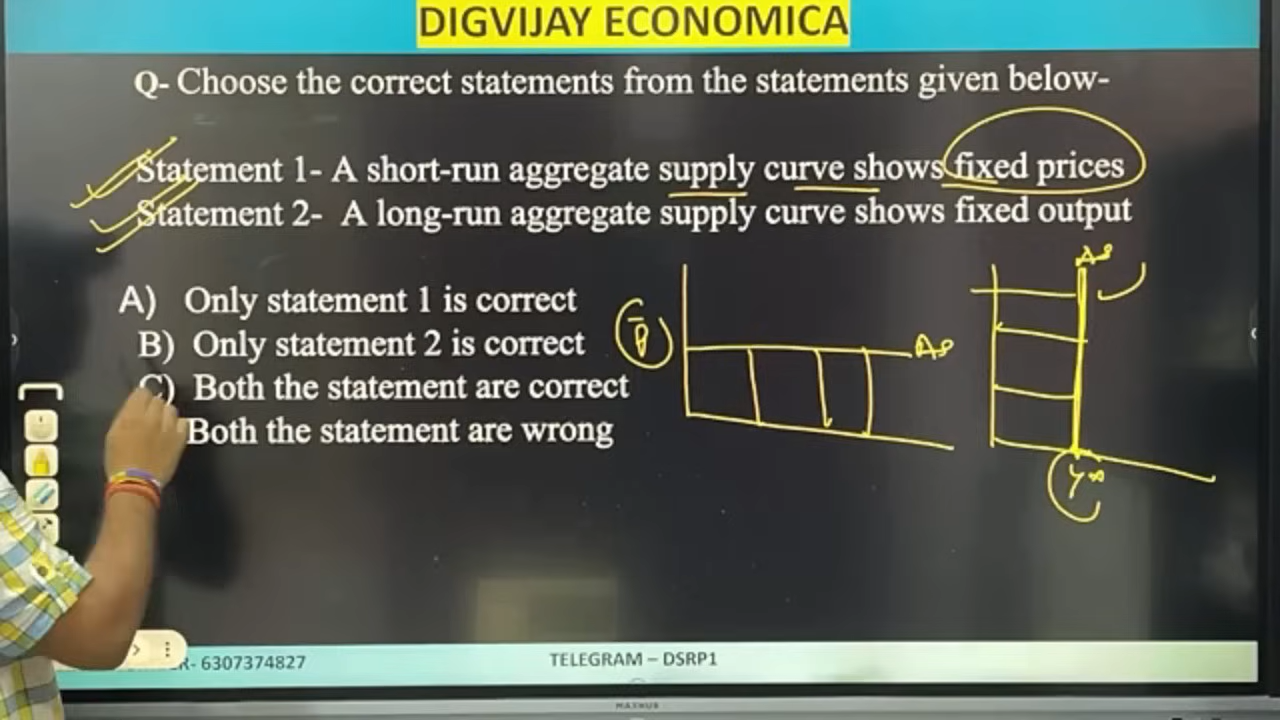 DIGVIJAY ECONOMICA
Q- Choose the correct statements from the statements given below-
Statement 1- A short-run aggregate supply curve shows fixed prices
Statement 2- A long-run aggregate supply curve shows fixed output
A) Only statement 1 is correct
B) Only statement 2 is correct
C) Both the statement are correct
Both the statement are wrong
P̄
AS
AS
R- 6307374827
TELEGRAM – DSRP1
MAXHUB